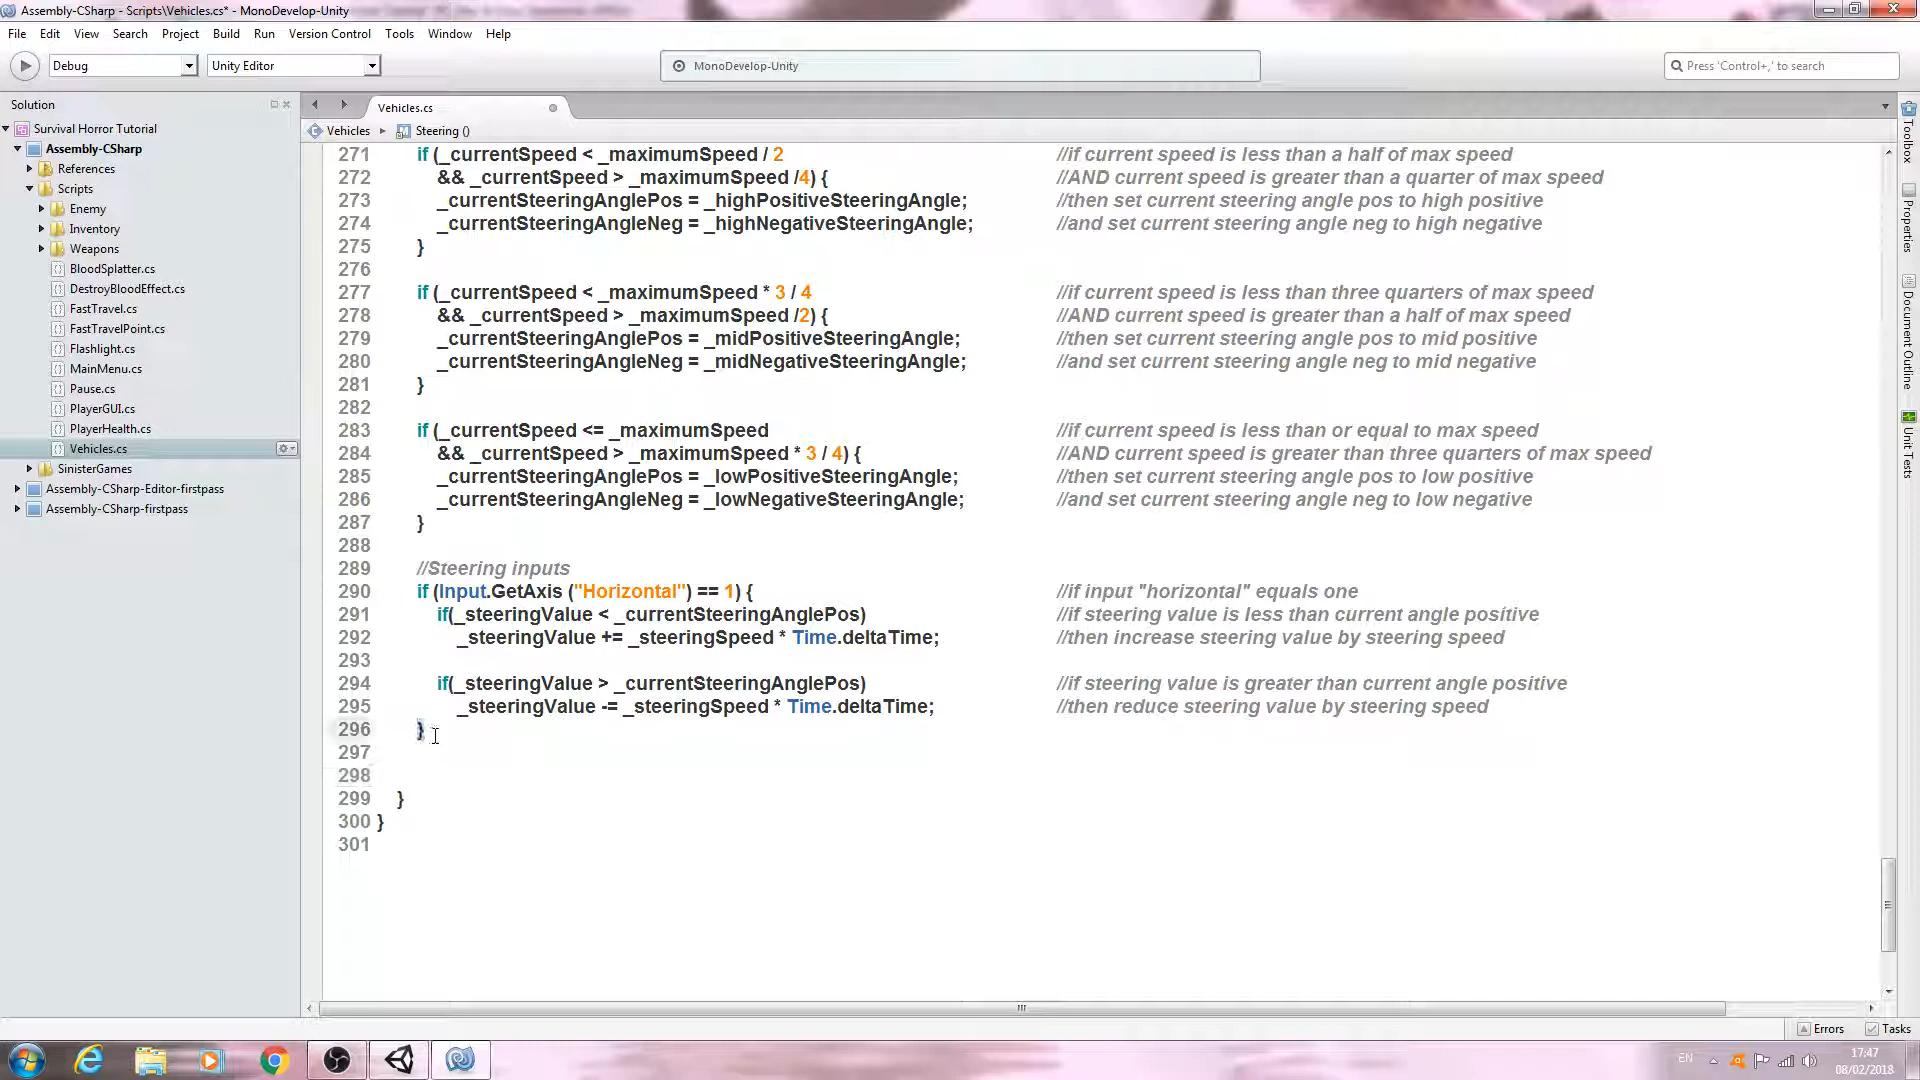 Assembly-CSharp - Scripts\Vehicles.cs* - MonoDevelop-Unity
File Edit View Search Project Build Run Version Control Tools Window Help
Debug Unity Editor MonoDevelop-Unity Press 'Control+,' to search
Solution
Survival Horror Tutorial
Assembly-CSharp
References
Scripts
Enemy
Inventory
Weapons
BloodSplatter.cs
DestroyBloodEffect.cs
FastTravel.cs
FastTravelPoint.cs
Flashlight.cs
MainMenu.cs
Pause.cs
PlayerGUI.cs
PlayerHealth.cs
Vehicles.cs
SinisterGames
Assembly-CSharp-Editor-firstpass
Assembly-CSharp-firstpass
Vehicles.cs
Vehicles Steering ()
271 if (_currentSpeed < _maximumSpeed / 2 //if current speed is less than a half of max speed
272 && _currentSpeed > _maximumSpeed /4) { //AND current speed is greater than a quarter of max speed
273 _currentSteeringAnglePos = _highPositiveSteeringAngle; //then set current steering angle pos to high positive
274 _currentSteeringAngleNeg = _highNegativeSteeringAngle; //and set current steering angle neg to high negative
275 }
276
277 if (_currentSpeed < _maximumSpeed * 3 / 4 //if current speed is less than three quarters of max speed
278 && _currentSpeed > _maximumSpeed /2) { //AND current speed is greater than a half of max speed
279 _currentSteeringAnglePos = _midPositiveSteeringAngle; //then set current steering angle pos to mid positive
280 _currentSteeringAngleNeg = _midNegativeSteeringAngle; //and set current steering angle neg to mid negative
281 }
282
283 if (_currentSpeed <= _maximumSpeed //if current speed is less than or equal to max speed
284 && _currentSpeed > _maximumSpeed * 3 / 4) { //AND current speed is greater than three quarters of max speed
285 _currentSteeringAnglePos = _lowPositiveSteeringAngle; //then set current steering angle pos to low positive
286 _currentSteeringAngleNeg = _lowNegativeSteeringAngle; //and set current steering angle neg to low negative
287 }
288
289 //Steering inputs
290 if (Input.GetAxis ("Horizontal") == 1) { //if input "horizontal" equals one
291 if(_steeringValue < _currentSteeringAnglePos) //if steering value is less than current angle positive
292 _steeringValue += _steeringSpeed * Time.deltaTime; //then increase steering value by steering speed
293
294 if(_steeringValue > _currentSteeringAnglePos) //if steering value is greater than current angle positive
295 _steeringValue -= _steeringSpeed * Time.deltaTime; //then reduce steering value by steering speed
296 }
297
298
299 }
300 }
301
Toolbox
Properties
Document Outline
Unit Tests
Errors Tasks
EN
17:47
08/02/2018